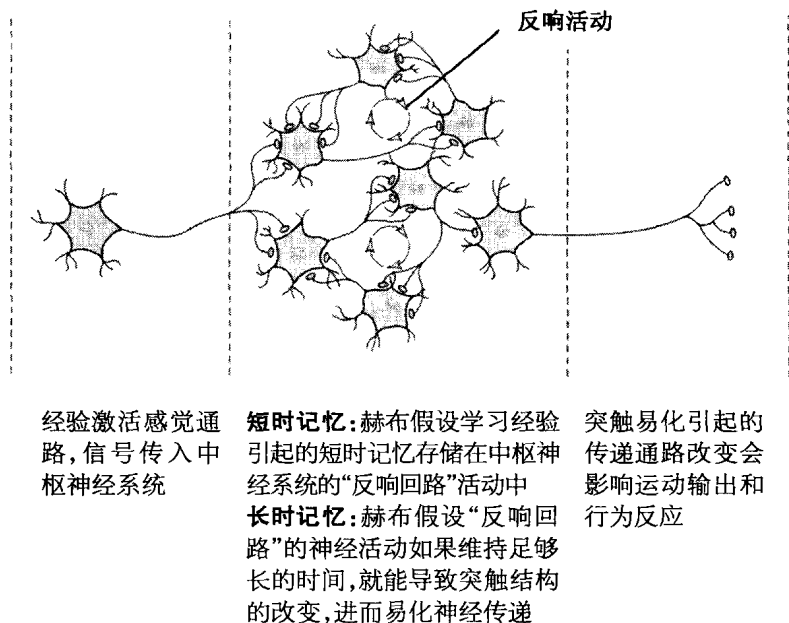 反响活动
经验激活感觉通
路，信号传入中
枢神经系统
短时记忆：赫布假设学习经验
引起的短时记忆存储在中枢神
经系统的“反响回路”活动中
长时记忆：赫布假设“反响回
路”的神经活动如果维持足够
长的时间，就能导致突触结构
的改变，进而易化神经传递
突触易化引起的
传递通路改变会
影响运动输出和
行为反应